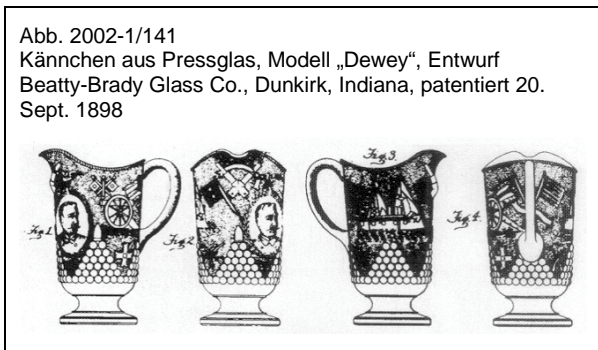 Abb. 2002-1/141
Kännchen aus Pressglas, Modell „Dewey“, Entwurf
Beatty-Brady Glass Co., Dunkirk, Indiana, patentiert 20.
Sept. 1898
Fig 1.
Fig 2
Fig 3.
Fig 4.